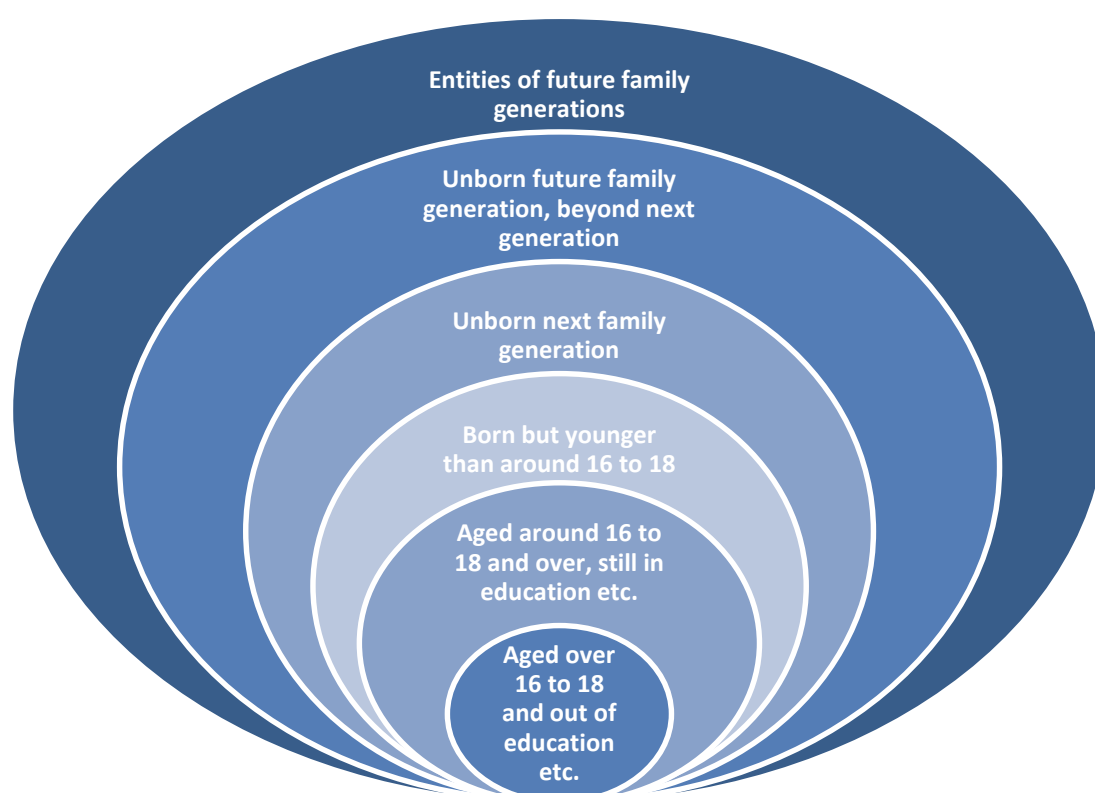 Entities of future family
generations
Unborn future family
generation, beyond next
generation
Unborn next family
generation
Born but younger
than around 16 to 18
Aged around 16 to
18 and over, still in
education etc.
Aged over
16 to 18
and out of
education
etc.